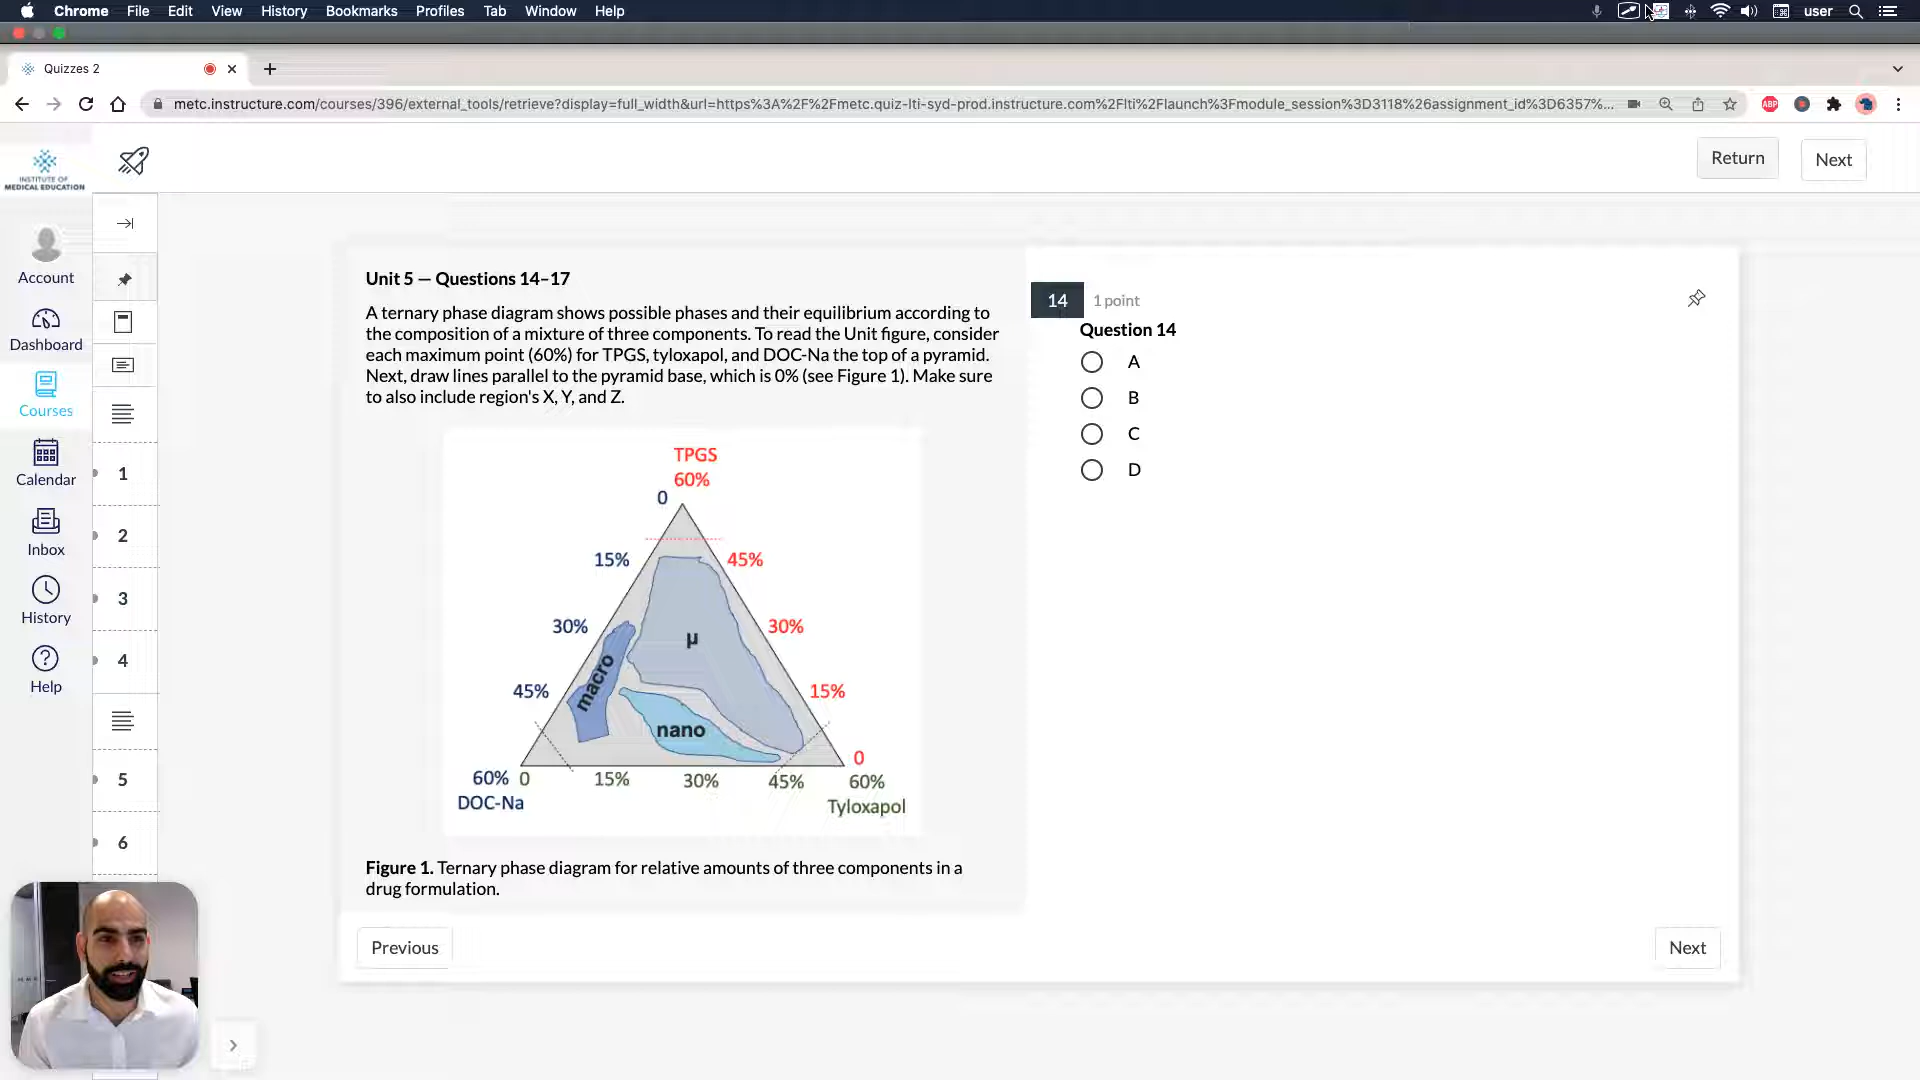 Chrome File Edit View History Bookmarks Profiles Tab Window Help user
Quizzes 2
metc.instructure.com/courses/396/external_tools/retrieve?display=full_width&url=https%3A%2F%2Fmetc.quiz-lti-syd-prod.instructure.com%2Flti%2Flaunch%3Fmodule_session%3D3118%26assignment_id%3D6357%...
ABP
INSTITUTE OF
MEDICAL EDUCATION
Return
Next
Account
Dashboard
Courses
Calendar
Inbox
History
Help
1
2
3
4
5
6
Unit 5 — Questions 14–17
A ternary phase diagram shows possible phases and their equilibrium according to
the composition of a mixture of three components. To read the Unit figure, consider
each maximum point (60%) for TPGS, tyloxapol, and DOC-Na the top of a pyramid.
Next, draw lines parallel to the pyramid base, which is 0% (see Figure 1). Make sure
to also include region's X, Y, and Z.
TPGS
60%
0
15% 45%
30% 30%
μ
macro
45% 15%
nano
0
60% 0 15% 30% 45% 60%
DOC-Na Tyloxapol
Figure 1. Ternary phase diagram for relative amounts of three components in a
drug formulation.
14 1 point
Question 14
A
B
C
D
Previous
Next